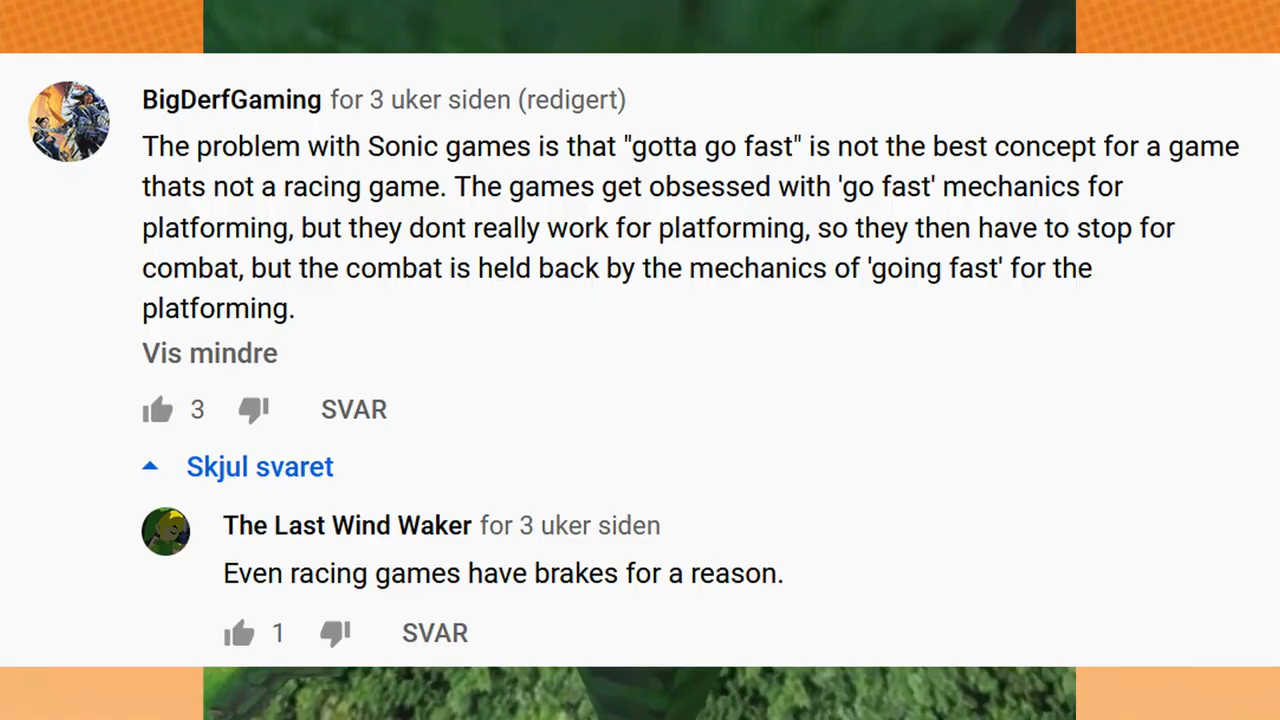 BigDerfGaming for 3 uker siden (redigert)
The problem with Sonic games is that "gotta go fast" is not the best concept for a game
thats not a racing game. The games get obsessed with 'go fast' mechanics for
platforming, but they dont really work for platforming, so they then have to stop for
combat, but the combat is held back by the mechanics of 'going fast' for the
platforming.
Vis mindre
3 SVAR
Skjul svaret
The Last Wind Waker for 3 uker siden
Even racing games have brakes for a reason.
1 SVAR